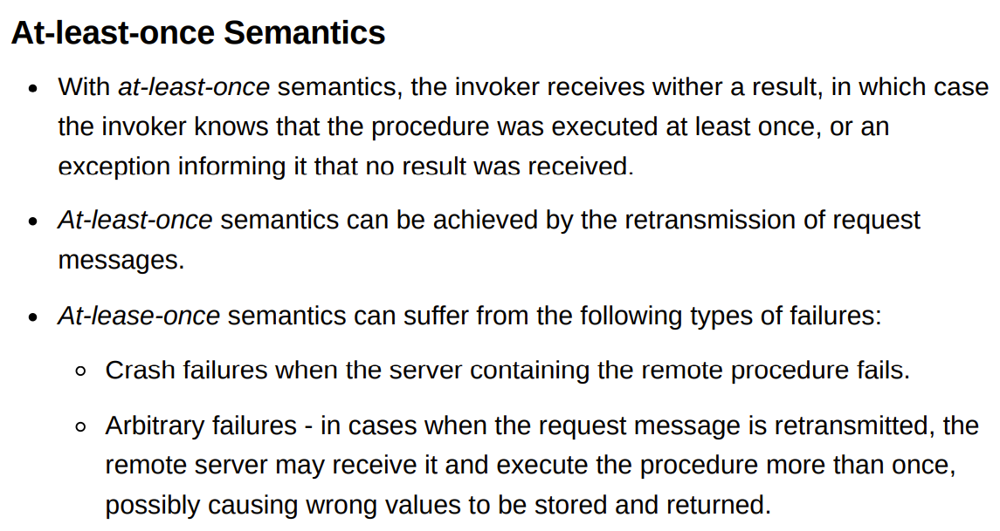 At-least-once Semantics
• With at-least-once semantics, the invoker receives wither a result, in which case
the invoker knows that the procedure was executed at least once, or an
exception informing it that no result was received.
• At-least-once semantics can be achieved by the retransmission of request
messages.
• At-lease-once semantics can suffer from the following types of failures:
◦ Crash failures when the server containing the remote procedure fails.
◦ Arbitrary failures - in cases when the request message is retransmitted, the
remote server may receive it and execute the procedure more than once,
possibly causing wrong values to be stored and returned.